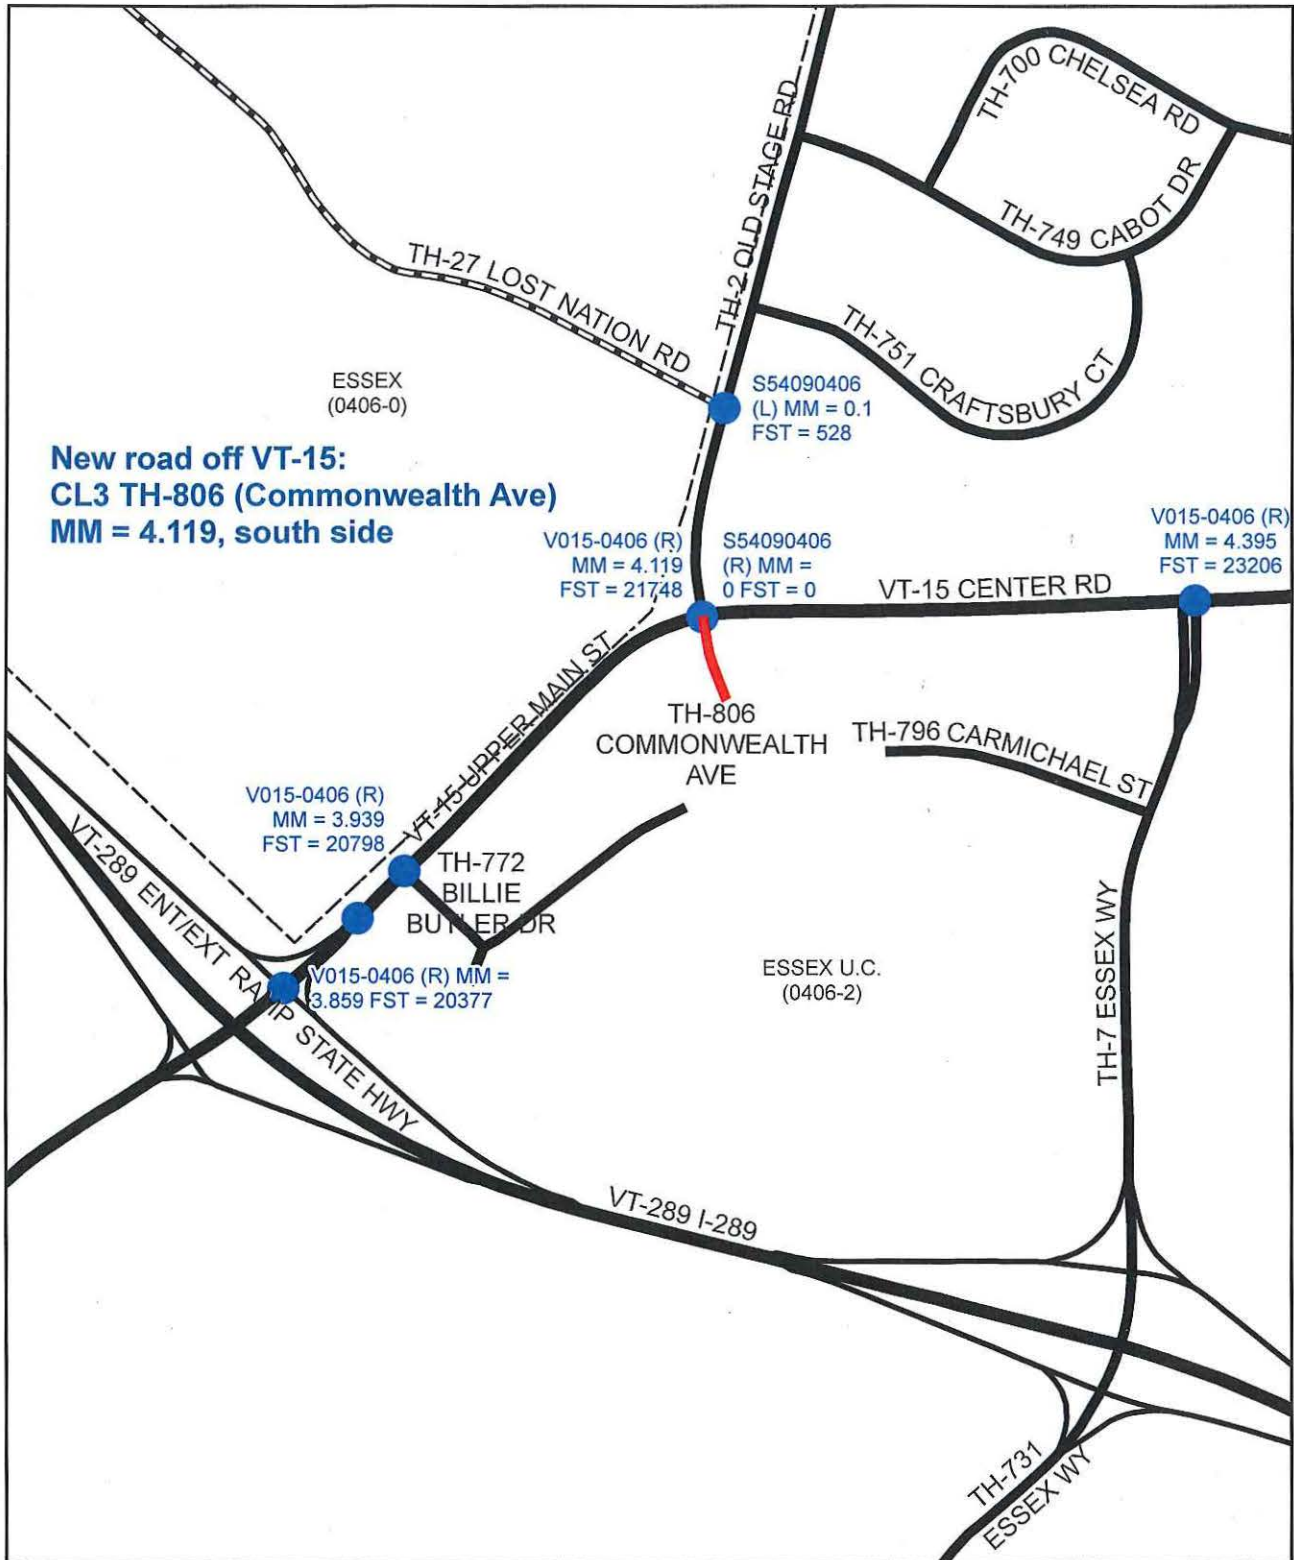 TH-700 CHELSEA RD
TH-749 CABOT DR
TH-2 OLD STAGE RD
TH-27 LOST NATION RD
TH-751 CRAFTSBURY CT
ESSEX
(0406-0)
S54090406
(L) MM = 0.1
FST = 528
New road off VT-15:
CL3 TH-806 (Commonwealth Ave)
MM = 4.119, south side
V015-0406 (R)
MM = 4.119
FST = 21748
S54090406
(R) MM =
0 FST = 0
V015-0406 (R)
MM = 4.395
FST = 23206
VT-15 CENTER RD
VT-15 UPPER MAIN ST
TH-806
COMMONWEALTH
AVE
TH-796 CARMICHAEL ST
V015-0406 (R)
MM = 3.939
FST = 20798
TH-772
BILLIE
BUTLER DR
VT-289 ENT/EXT RAMP STATE HWY
V015-0406 (R) MM =
3.859 FST = 20377
ESSEX U.C.
(0406-2)
TH-7 ESSEX WY
VT-289 I-289
TH-731
ESSEX WY